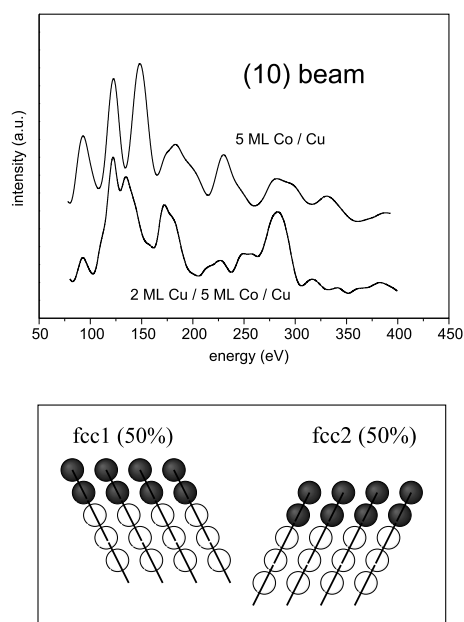 (10) beam
intensity (a.u.)
5 ML Co / Cu
2 ML Cu / 5 ML Co / Cu
50 100 150 200 250 300 350 400 450
energy (eV)
fcc1 (50%)
fcc2 (50%)